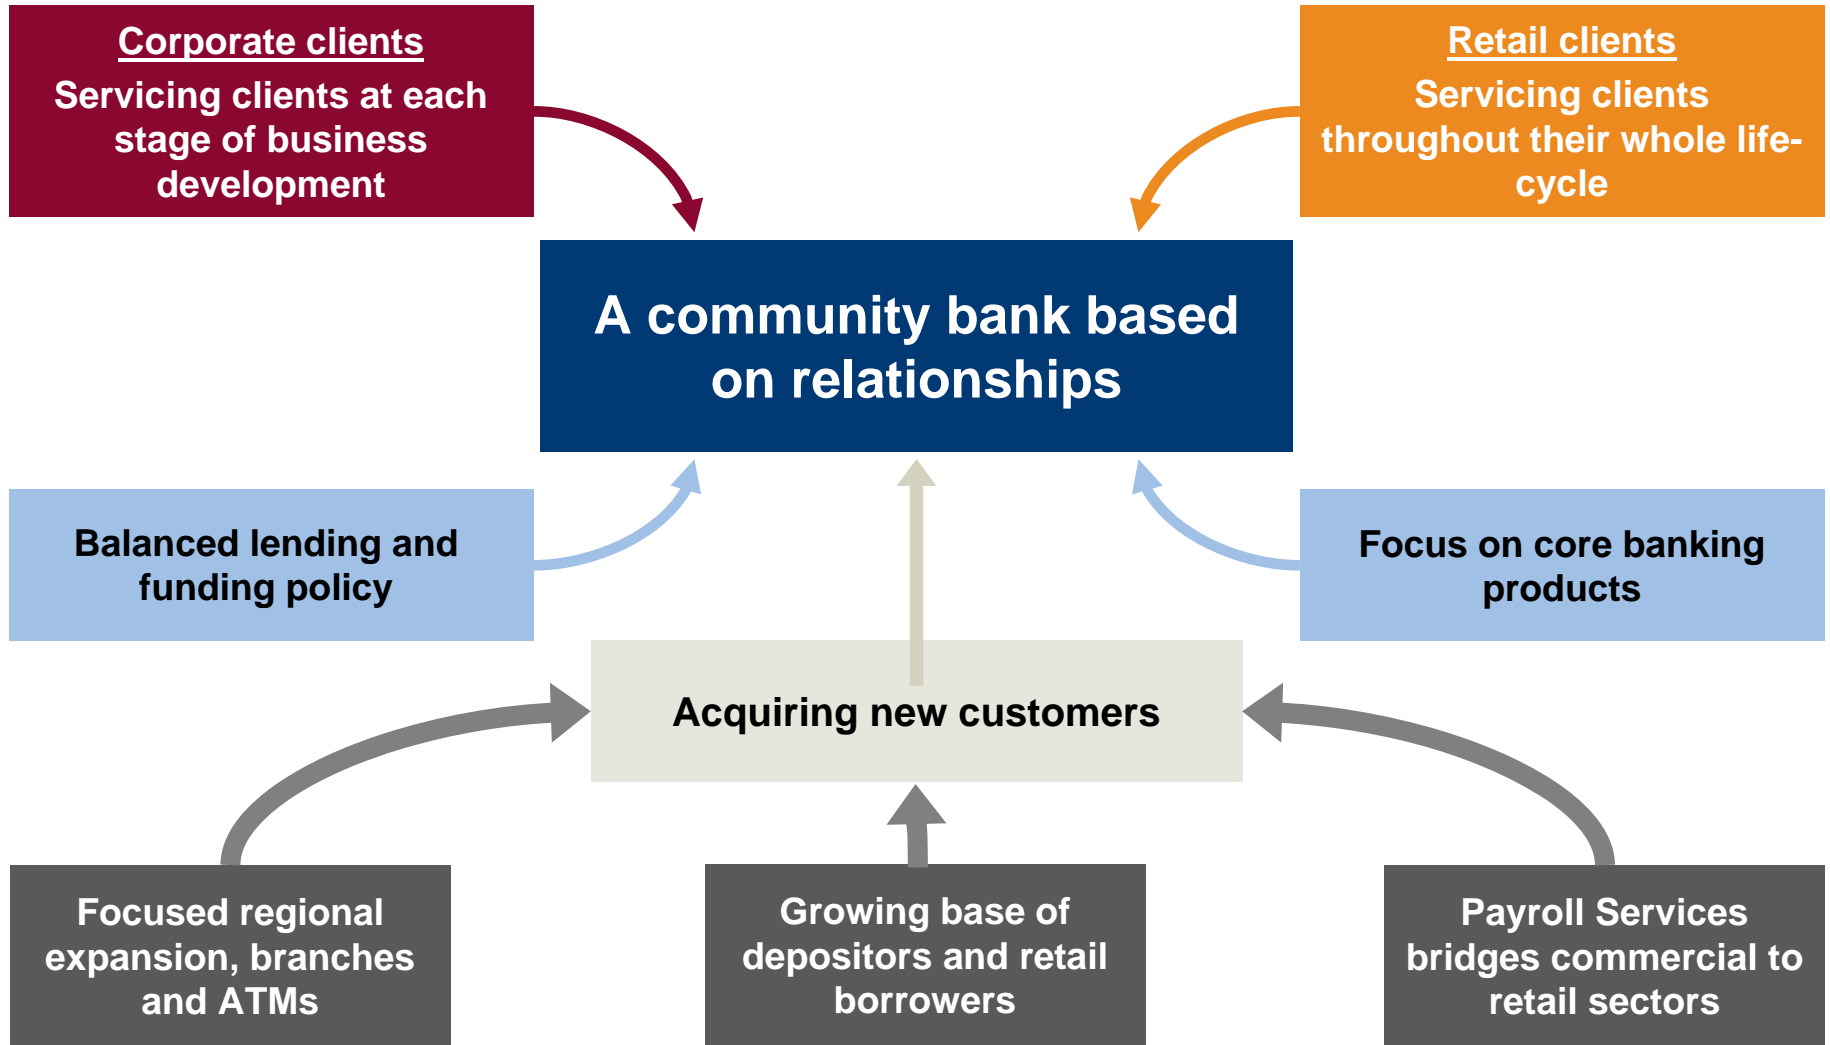 Corporate clients
Servicing clients at each
stage of business
development
Retail clients
Servicing clients
throughout their whole life-
cycle
A community bank based
on relationships
Balanced lending and
funding policy
Focus on core banking
products
Acquiring new customers
Focused regional
expansion, branches
and ATMs
Growing base of
depositors and retail
borrowers
Payroll Services
bridges commercial to
retail sectors